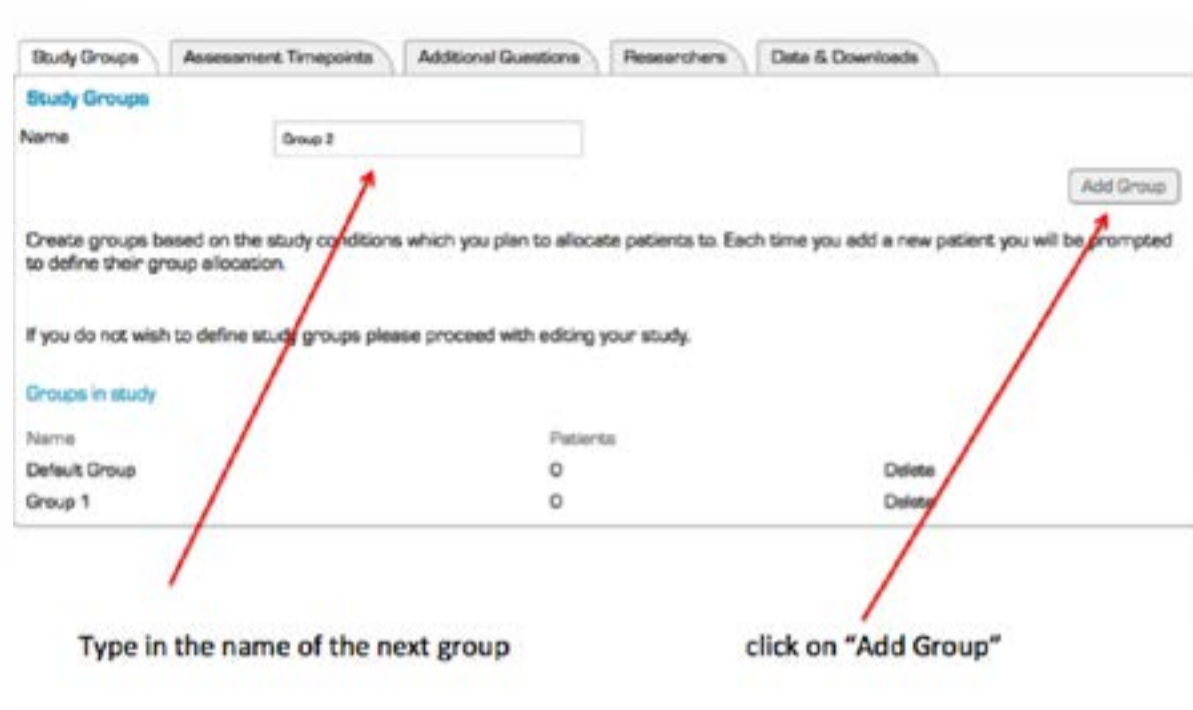 Study Groups Assessment Timepoints Additional Questions Researchers Data & Downloads
Study Groups
Name Group 2
Add Group
Create groups based on the study conditions which you plan to allocate patients to. Each time you add a new patient you will be prompted
to define their group allocation.
If you do not wish to define study groups please proceed with editing your study.
Groups in study
Name Patients
Default Group 0 Delete
Group 1 0 Delete
Type in the name of the next group click on “Add Group”